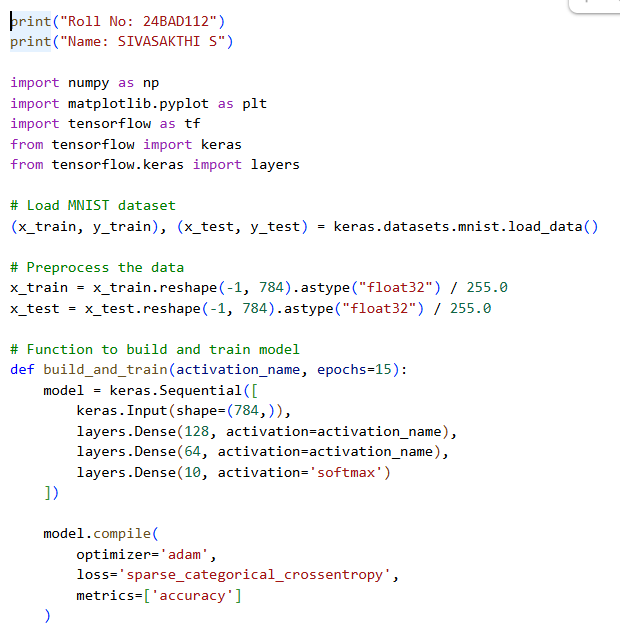 print("Roll No: 24BAD112")
print("Name: SIVASAKTHI S")

import numpy as np
import matplotlib.pyplot as plt
import tensorflow as tf
from tensorflow import keras
from tensorflow.keras import layers

# Load MNIST dataset
(x_train, y_train), (x_test, y_test) = keras.datasets.mnist.load_data()

# Preprocess the data
x_train = x_train.reshape(-1, 784).astype("float32") / 255.0
x_test = x_test.reshape(-1, 784).astype("float32") / 255.0

# Function to build and train model
def build_and_train(activation_name, epochs=15):
    model = keras.Sequential([
        keras.Input(shape=(784,)),
        layers.Dense(128, activation=activation_name),
        layers.Dense(64, activation=activation_name),
        layers.Dense(10, activation='softmax')
    ])

    model.compile(
        optimizer='adam',
        loss='sparse_categorical_crossentropy',
        metrics=['accuracy']
    )